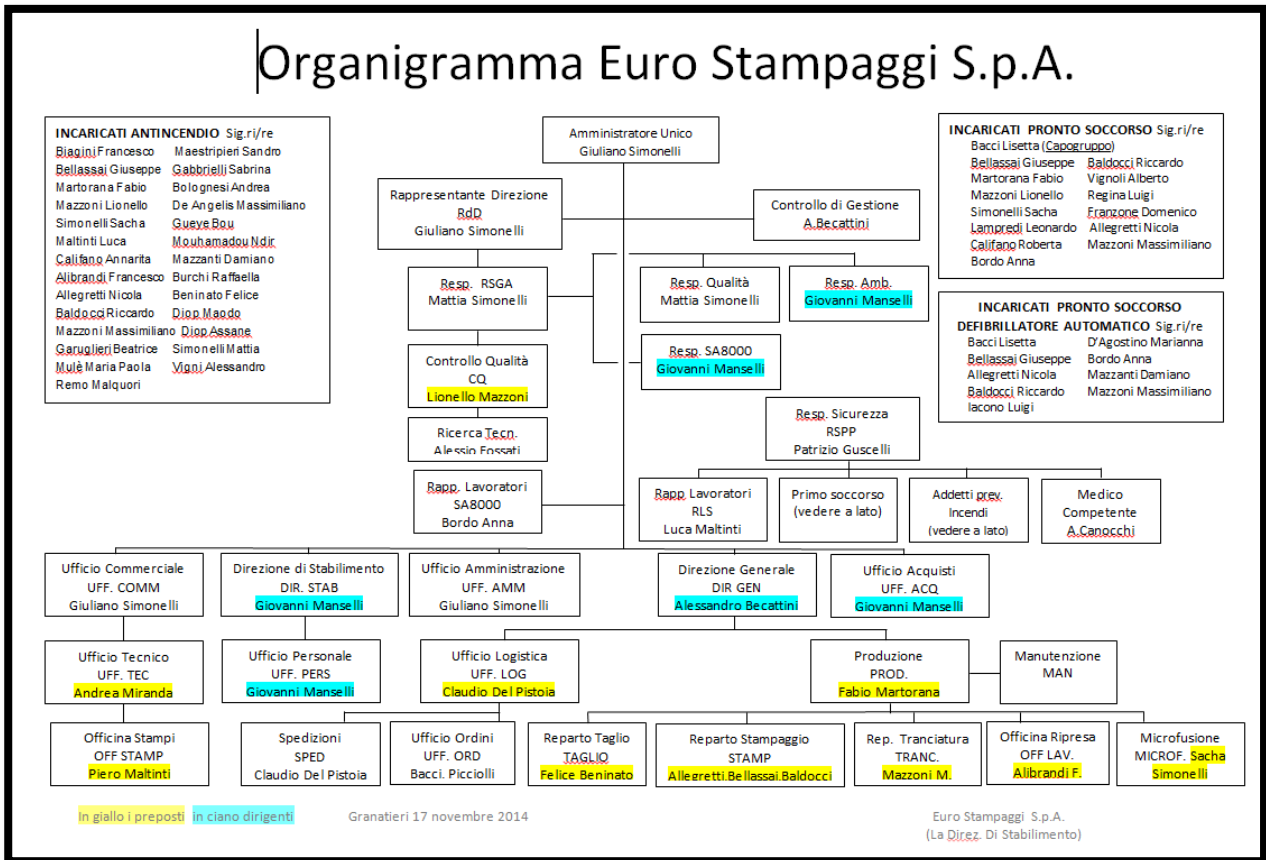 Organigramma Euro Stampaggi S.p.A.
INCARICATI ANTINCENDIO Sig.ri/re
Biagini Francesco Maestripieri Sandro
Bellassai Giuseppe Gabbrielli Sabrina
Martorana Fabio Bolognesi Andrea
Mazzoni Lionello De Angelis Massimiliano
Simonelli Sacha Gueye Bou
Maltinti Luca Mouhamadou Ndir
Califano Annarita Mazzanti Damiano
Alibrandi Francesco Burchi Raffaella
Allegretti Nicola Beninato Felice
Baldocci Riccardo Diop Maodo
Mazzoni Massimiliano Diop Assane
Garuglieri Beatrice Simonelli Mattia
Mulè Maria Paola Vigni Alessandro
Remo Malquori
Amministratore Unico
Giuliano Simonelli
Rappresentante Direzione
RdD
Giuliano Simonelli
Controllo di Gestione
A.Becattini
INCARICATI PRONTO SOCCORSO Sig.ri/re
Bacci Lisetta (Capogruppo)
Bellassai Giuseppe Baldocci Riccardo
Martorana Fabio Vignoli Alberto
Mazzoni Lionello Regina Luigi
Simonelli Sacha Franzone Domenico
Lampredi Leonardo Allegretti Nicola
Califano Roberta Mazzoni Massimiliano
Bordo Anna
Resp. RSGA
Mattia Simonelli
Resp. Qualità
Mattia Simonelli
Resp. Amb.
Giovanni Manselli
INCARICATI PRONTO SOCCORSO
DEFIBRILLATORE AUTOMATICO Sig.ri/re
Bacci Lisetta D'Agostino Marianna
Bellassai Giuseppe Bordo Anna
Allegretti Nicola Mazzanti Damiano
Baldocci Riccardo Mazzoni Massimiliano
Iacono Luigi
Controllo Qualità
CQ
Lionello Mazzoni
Resp. SA8000
Giovanni Manselli
Ricerca Tecn.
Alessio Fossati
Resp. Sicurezza
RSPP
Patrizio Guscelli
Rapp. Lavoratori
SA8000
Bordo Anna
Rapp. Lavoratori
RLS
Luca Maltinti
Primo soccorso
(vedere a lato)
Addetti prev.
Incendi
(vedere a lato)
Medico
Competente
A.Canocchi
Ufficio Commerciale
UFF. COMM
Giuliano Simonelli
Direzione di Stabilimento
DIR. STAB
Giovanni Manselli
Ufficio Amministrazione
UFF. AMM
Giuliano Simonelli
Direzione Generale
DIR GEN
Alessandro Becattini
Ufficio Acquisti
UFF. ACQ
Giovanni Manselli
Ufficio Tecnico
UFF. TEC
Andrea Miranda
Ufficio Personale
UFF. PERS
Giovanni Manselli
Ufficio Logistica
UFF. LOG
Claudio Del Pistoia
Produzione
PROD.
Fabio Martorana
Manutenzione
MAN
Officina Stampi
OFF STAMP
Piero Maltinti
Spedizioni
SPED
Claudio Del Pistoia
Ufficio Ordini
UFF. ORD
Bacci. Picciolli
Reparto Taglio
TAGLIO
Felice Beninato
Reparto Stampaggio
STAMP
Allegretti.Bellassai.Baldocci
Rep. Tranciatura
TRANC.
Mazzoni M.
Officina Ripresa
OFF LAV.
Alibrandi F.
Microfusione
MICROF. Sacha
Simonelli
In giallo i preposti in ciano dirigenti
Granatieri 17 novembre 2014
Euro Stampaggi S.p.A.
(La Direz. Di Stabilimento)